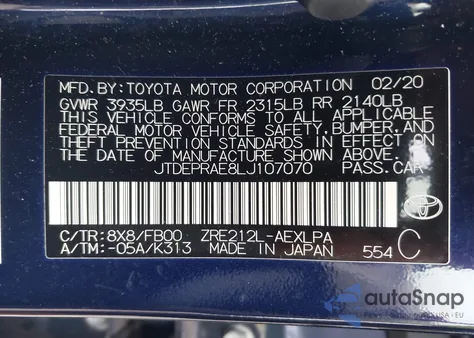 MFD. BY: TOYOTA MOTOR CORPORATION 02/20
GVWR 3935LB GAWR FR 2315LB RR 2140LB
THIS VEHICLE CONFORMS TO ALL APPLICABLE
FEDERAL MOTOR VEHICLE SAFETY, BUMPER, AND
THEFT PREVENTION STANDARDS IN EFFECT ON
THE DATE OF MANUFACTURE SHOWN ABOVE.
JTDEPRAE8LJ107070 PASS.CAR
C/TR:8X8/FB00 ZRE212L-AEXLPA
A/TM:-05A/K313 MADE IN JAPAN 554 C
autoSnap